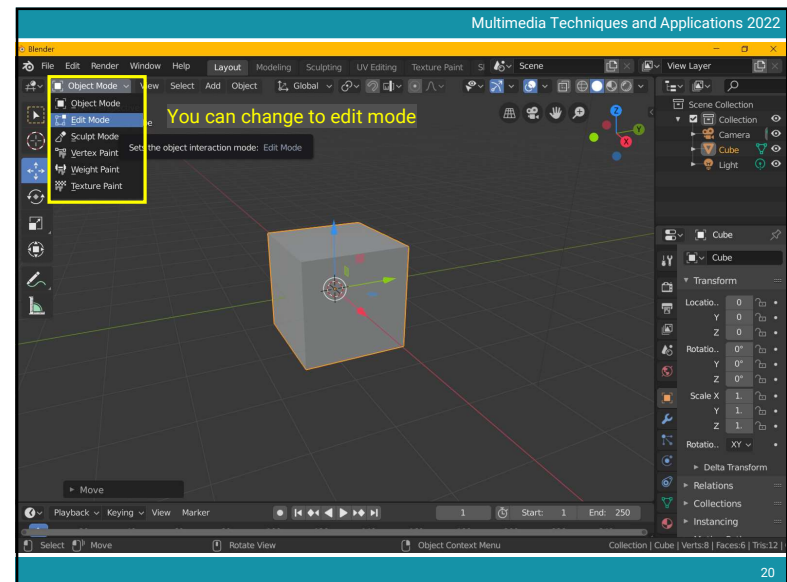 Multimedia Techniques and Applications 2022
Blender
File Edit Render Window Help Layout Modeling Sculpting UV Editing Texture Paint S Scene View Layer
Object Mode View Select Add Object Global
Object Mode
Edit Mode
Sculpt Mode
Vertex Paint
Weight Paint
Texture Paint
You can change to edit mode
Sets the object interaction mode: Edit Mode
Scene Collection
Collection
Camera
Cube
Light
Z
Y
X
Cube
Cube
Transform
Locatio.. 0
Y 0
Z 0
Rotatio.. 0°
Y 0°
Z 0°
Scale X 1.
Y 1.
Z 1.
Rotatio.. XY
Delta Transform
Relations
Collections
Instancing
Move
Playback Keying View Marker 1 Start: 1 End: 250
Select Move Rotate View Object Context Menu Collection | Cube | Verts:8 | Faces:6 | Tris:12 |
20